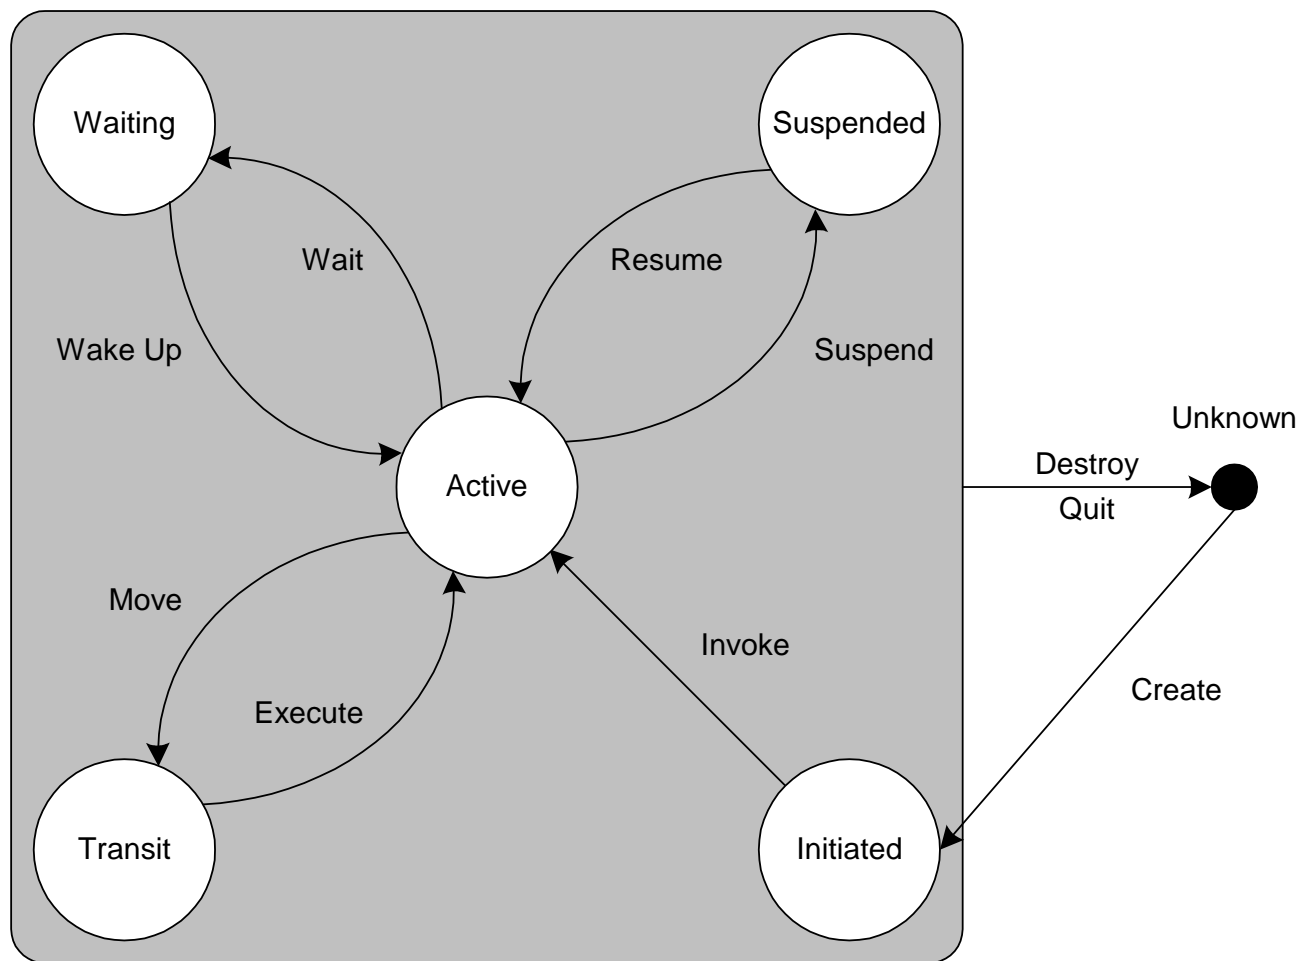 Waiting
Suspended
Wait
Resume
Wake Up
Suspend
Unknown
Destroy
Quit
Active
Move
Invoke
Execute
Create
Transit
Initiated